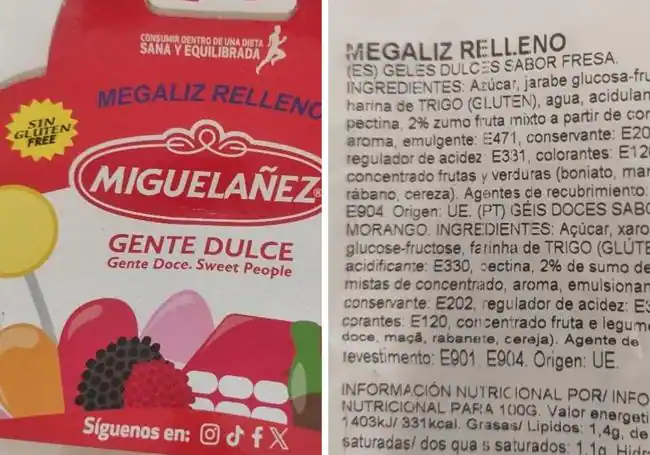 CONSUMIR DENTRO DE UNA DIETA
SANA Y EQUILIBRADA
MEGALIZ RELLENO
SIN
GLUTEN
FREE
MIGUELAÑEZ®
GENTE DULCE
Gente Doce. Sweet People
Síguenos en:
MEGALIZ RELLENO
(ES) GELES DULCES SABOR FRESA.
INGREDIENTES: Azúcar, jarabe glucosa-fru
harina de TRIGO (GLUTEN), agua, acidulan
pectina, 2% zumo fruta mixto a partir de con
aroma, emulgente: E471, conservante: E20
regulador de acidez E331, colorantes: E12
concentrado frutas y verduras (boniato, man
rábano, cereza). Agentes de recubrimiento:
E904. Origen: UE. (PT) GÉIS DOCES SABO
MORANGO. INGREDIENTES: Açúcar, xaro
glucose-fructose, farinha de TRIGO (GLÚTE
acidificante: E330, pectina, 2% de sumo de
mistas de concentrado, aroma, emulsionan
conservante: E202, regulador de acidez: E3
corantes: E120, concentrado fruta e legum
doce, maçã, rabanete, cereja). Agente de
revestimento: E901 E904. Origen: UE.
INFORMACIÓN NUTRICIONAL POR/ INFO
NUTRICIONAL PARA 100G. Valor energeti
1403kJ/ 331kcal. Grasas/ Lipidos: 1,4g, de
saturadas/ dos qua s saturados: 1,1g. Hidra